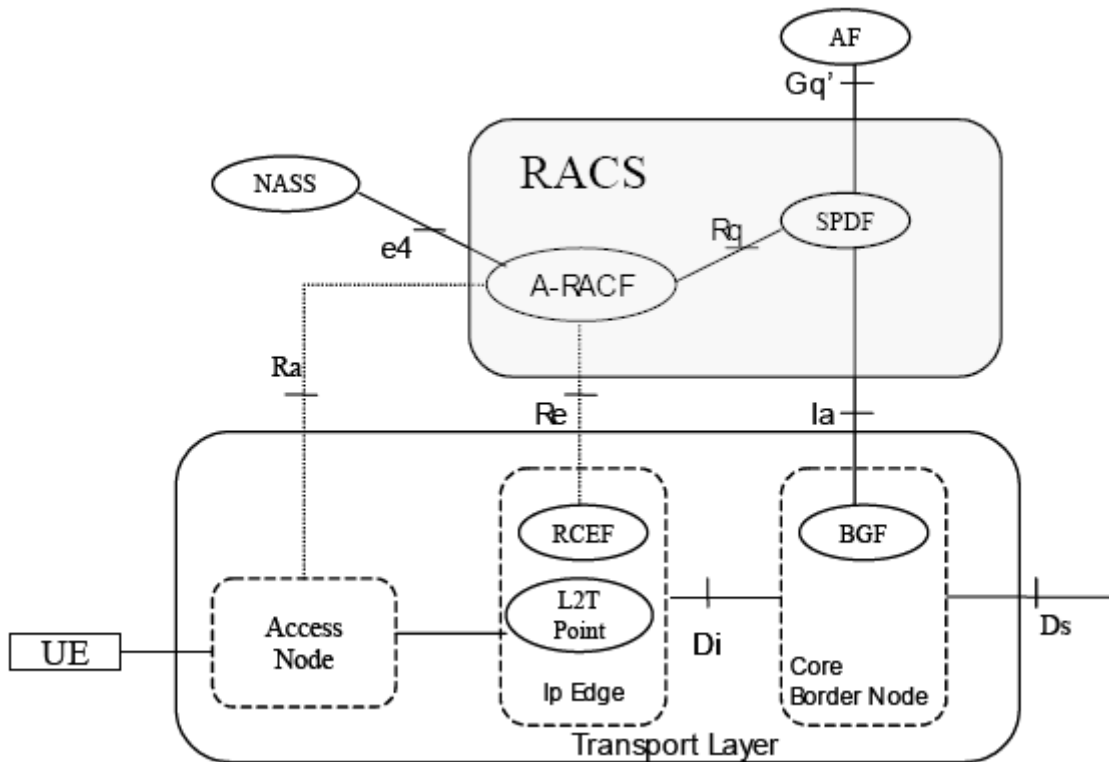 AF
Gq’
RACS
NASS
SPDF
Rq
e4
A-RACF
Ra
Re
Ia
RCEF
BGF
L2T
Point
Access
Node
UE
Di
Ds
Core
Border Node
Ip Edge
Transport Layer